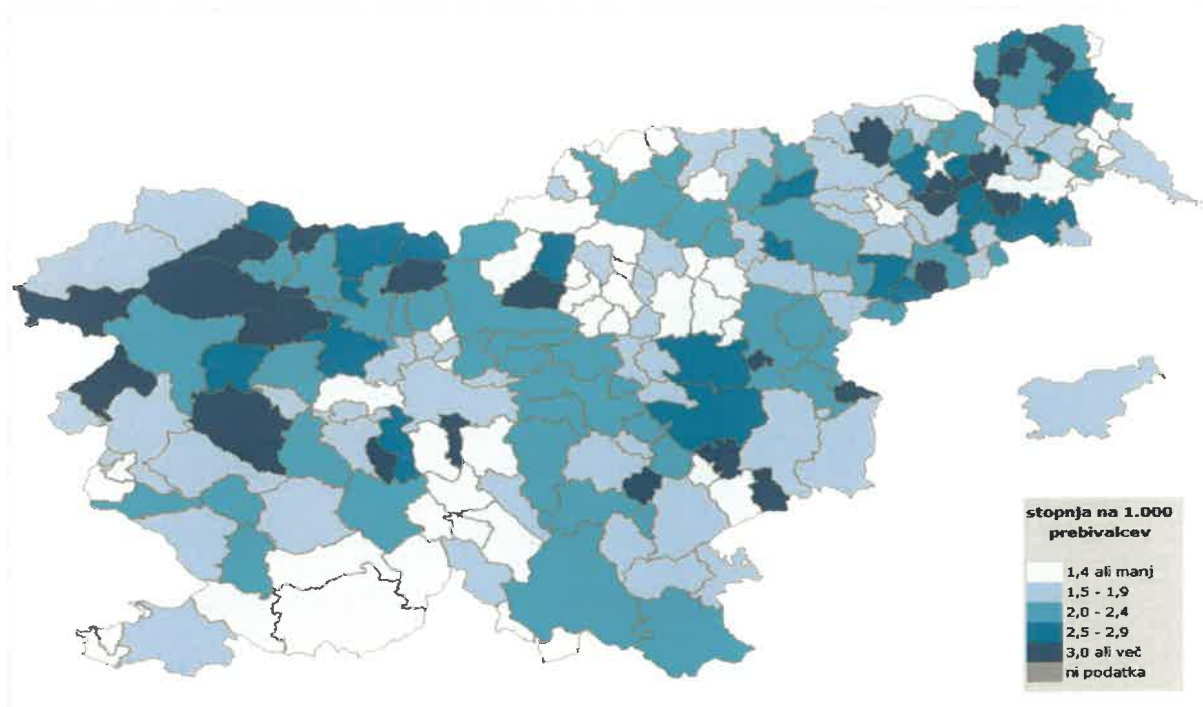 stopnja na 1.000
prebivalcev
1,4 ali manj
1,5 - 1,9
2,0 - 2,4
2,5 - 2,9
3,0 ali več
ni podatka